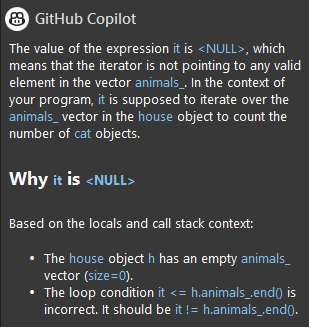 GitHub Copilot
The value of the expression it is <NULL>, which
means that the iterator is not pointing to any valid
element in the vector animals_. In the context of
your program, it is supposed to iterate over the
animals_ vector in the house object to count the
number of cat objects.
Why it is <NULL>
Based on the locals and call stack context:
• The house object h has an empty animals_
vector (size=0).
• The loop condition it <= h.animals_.end() is
incorrect. It should be it != h.animals_.end().